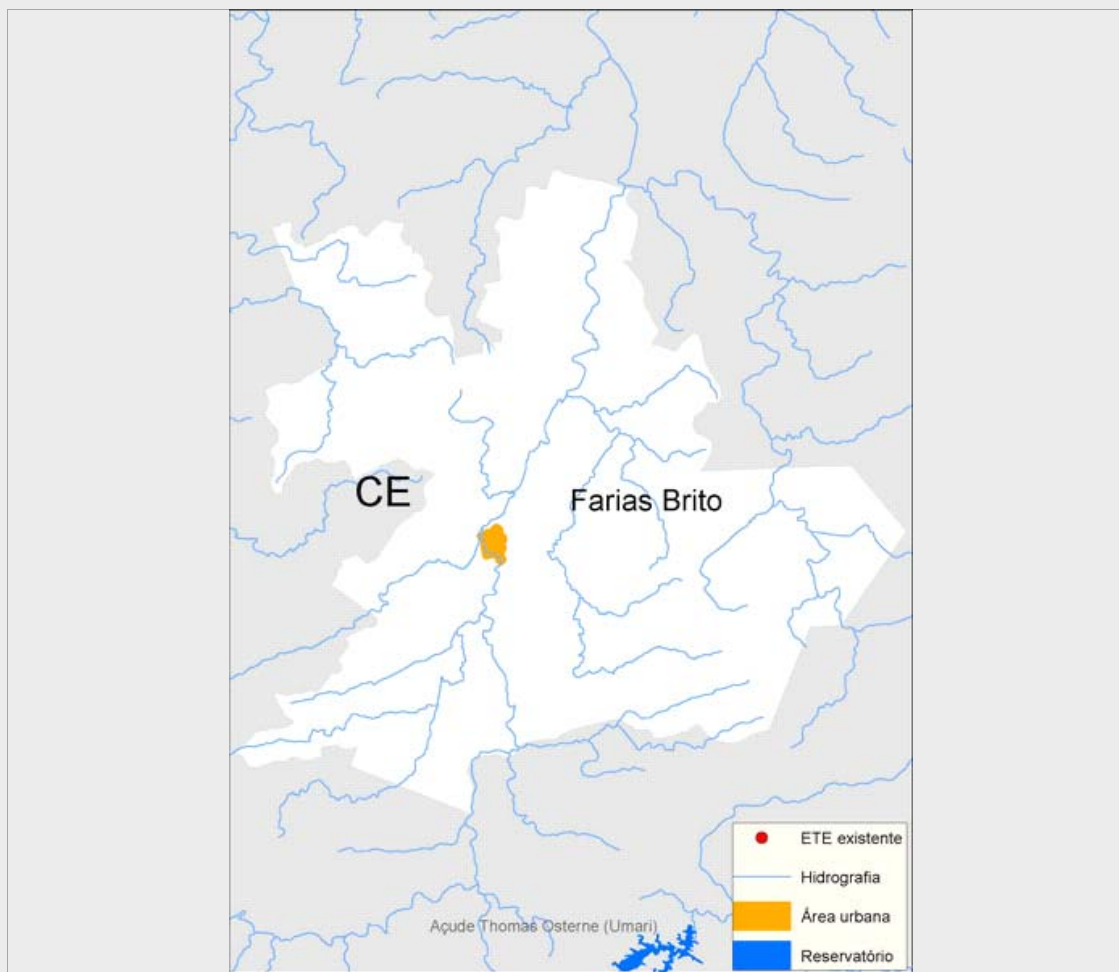 CE
Farias Brito
ETE existente
Hidrografia
Área urbana
Reservatório
Açude Thomas Osterne (Umari)